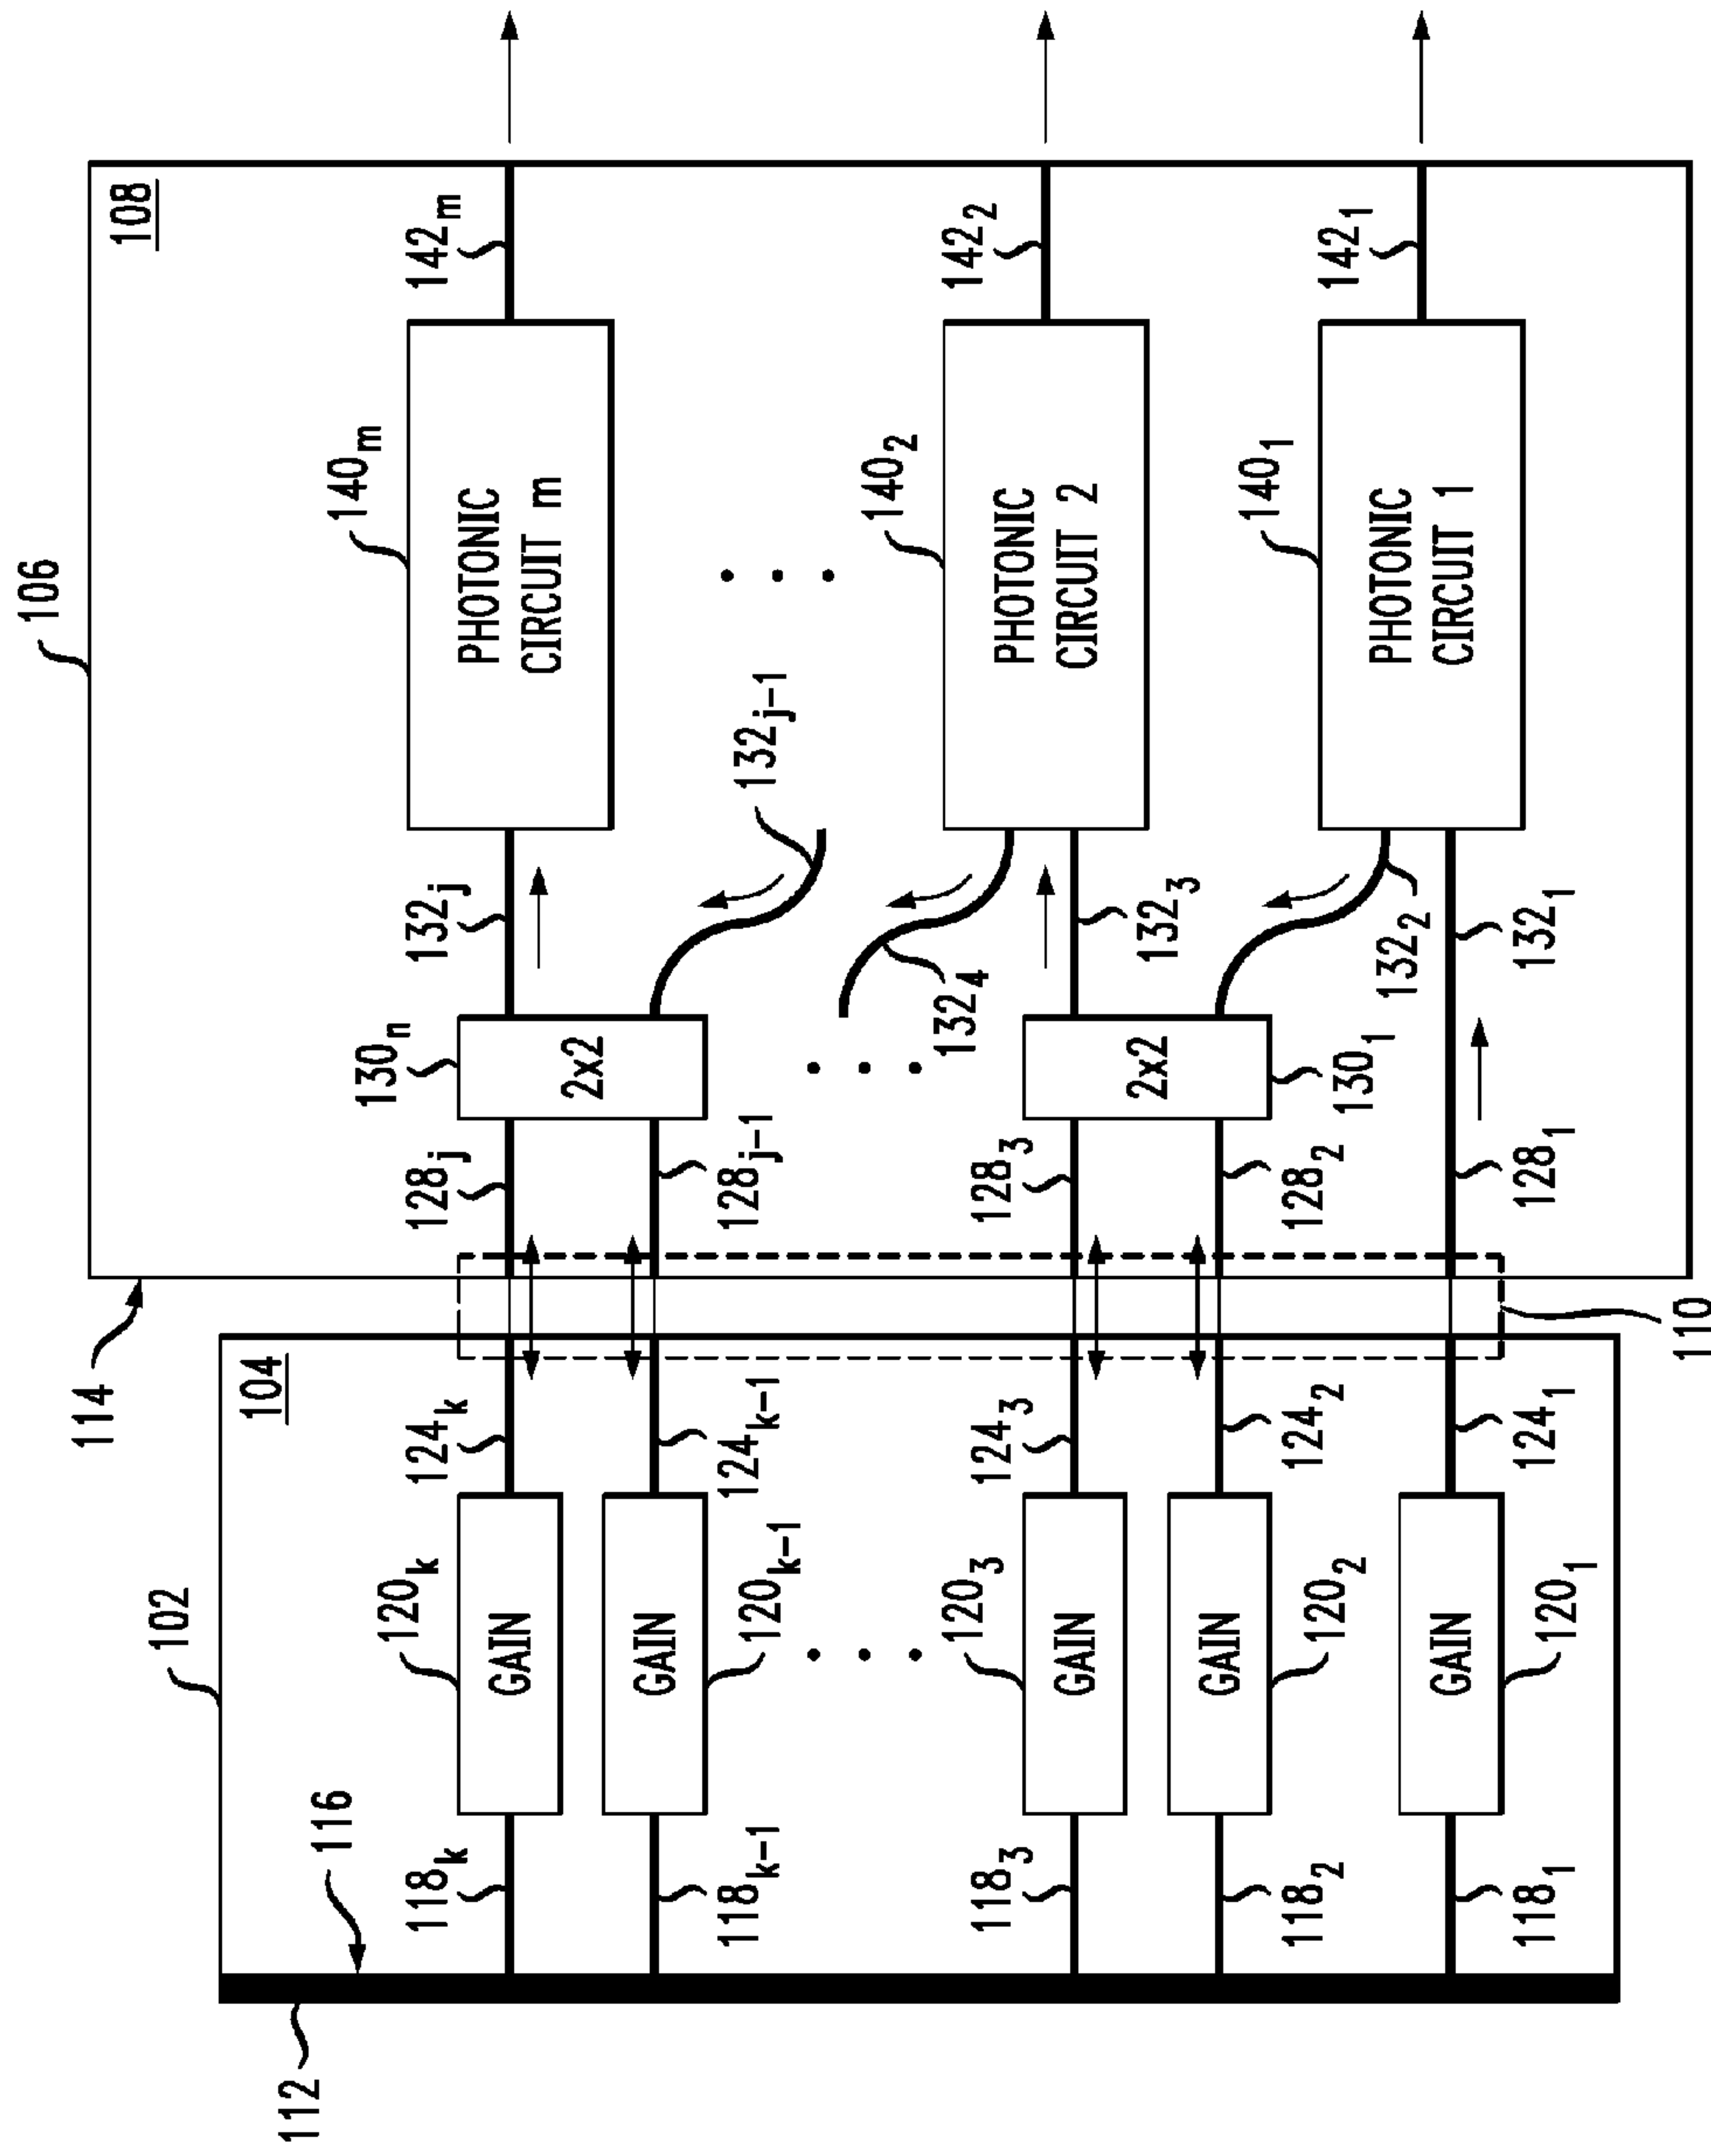 106
114
108
102
104
112
116
140m
130n
120k
118k
124k
128j
132j
142m
PHOTONIC
CIRCUIT m
GAIN
2x2
GAIN
118k-1
120k-1
124k-1
128j-1
132j-1
1402
1203
1324
1422
1183
1243
1283
PHOTONIC
CIRCUIT 2
GAIN
2x2
1323
GAIN
1401
1182
1202
1242
1282
1301
1421
1322
PHOTONIC
CIRCUIT 1
GAIN
1181
1201
1241
1281
1321
110